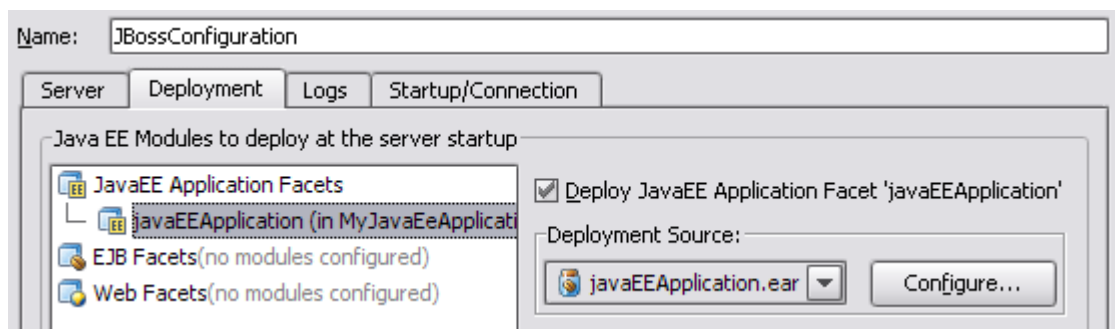 Name: JBossConfiguration
Server Deployment Logs Startup/Connection
Java EE Modules to deploy at the server startup
JavaEE Application Facets
javaEEApplication (in MyJavaEeApplicati
EJB Facets(no modules configured)
Web Facets(no modules configured)
Deploy JavaEE Application Facet 'javaEEApplication'
Deployment Source:
javaEEApplication.ear
Configure...